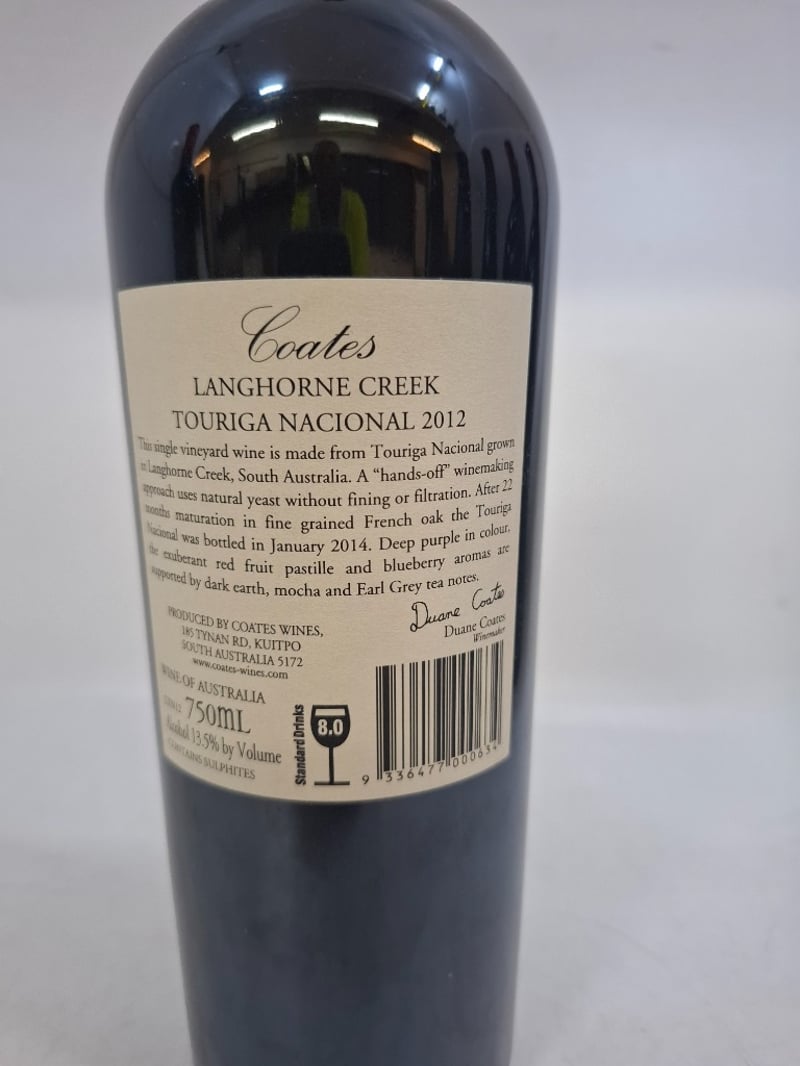 Coates
LANGHORNE CREEK
TOURIGA NACIONAL 2012
This single vineyard wine is made from Touriga Nacional grown
in Langhorne Creek, South Australia. A “hands-off” winemaking
approach uses natural yeast without fining or filtration. After 22
months maturation in fine grained French oak the Touriga
Nacional was bottled in January 2014. Deep purple in colour,
the exuberant red fruit pastille and blueberry aromas are
supported by dark earth, mocha and Earl Grey tea notes.
Duane Coates
Duane Coates
Winemaker
PRODUCED BY COATES WINES,
185 TYNAN RD, KUITPO
SOUTH AUSTRALIA 5172
www.coates-wines.com
WINE OF AUSTRALIA
750mL
Alcohol 13.5% by Volume
CONTAINS SULPHITES
Standard Drinks
8.0
9 336477 000634